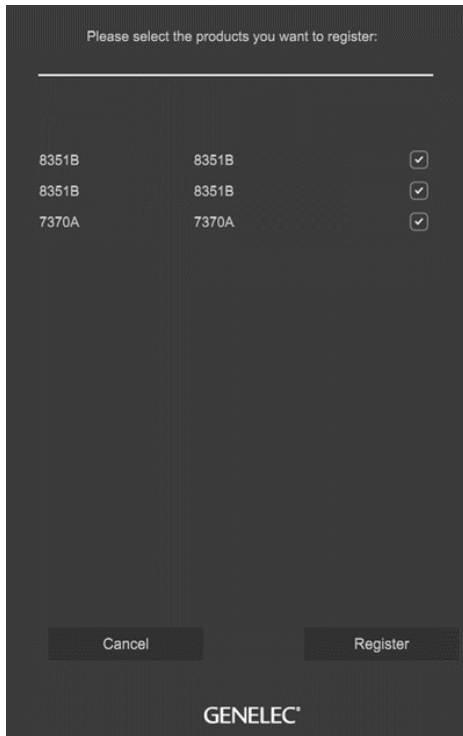 Please select the products you want to register:
8351B 8351B
8351B 8351B
7370A 7370A
Cancel Register
GENELEC®